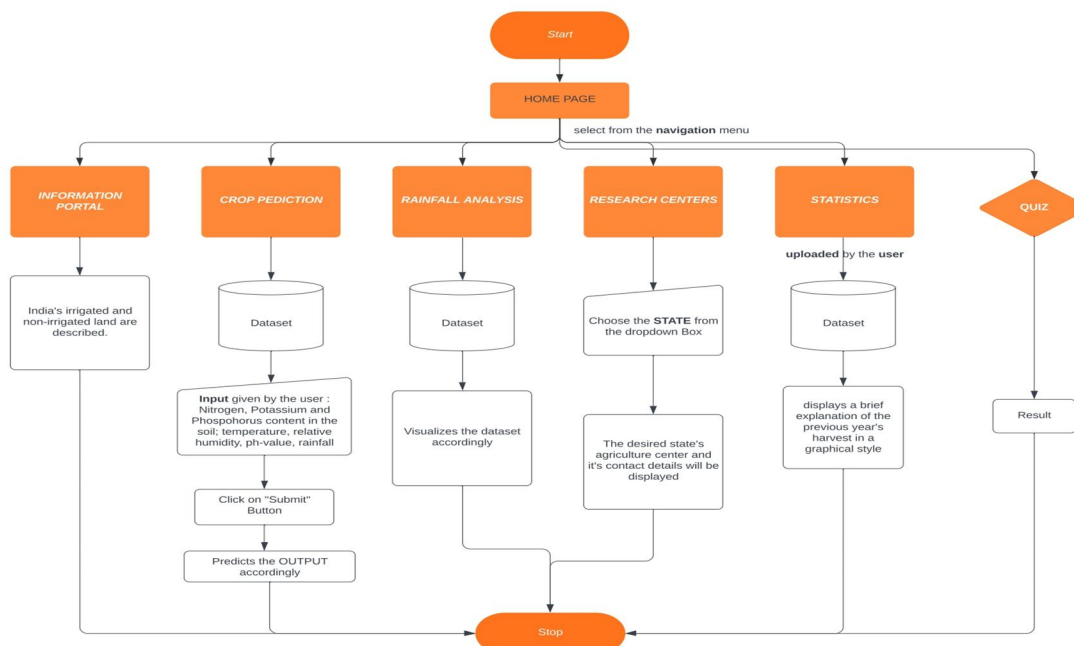 Start
HOME PAGE
select from the navigation menu
INFORMATION
PORTAL
CROP PEDICTION
RAINFALL ANALYSIS
RESEARCH CENTERS
STATISTICS
QUIZ
uploaded by the user
India's irrigated and
non-irrigated land are
described.
Dataset
Dataset
Choose the STATE from
the dropdown Box
Dataset
Input given by the user :
Nitrogen, Potassium and
Phospohorus content in the
soil; temperature, relative
humidity, ph-value, rainfall
Visualizes the dataset
accordingly
The desired state's
agriculture center and
it's contact details will be
displayed
displays a brief
explanation of the
previous year's
harvest in a
graphical style
Result
Click on "Submit"
Button
Predicts the OUTPUT
accordingly
Stop